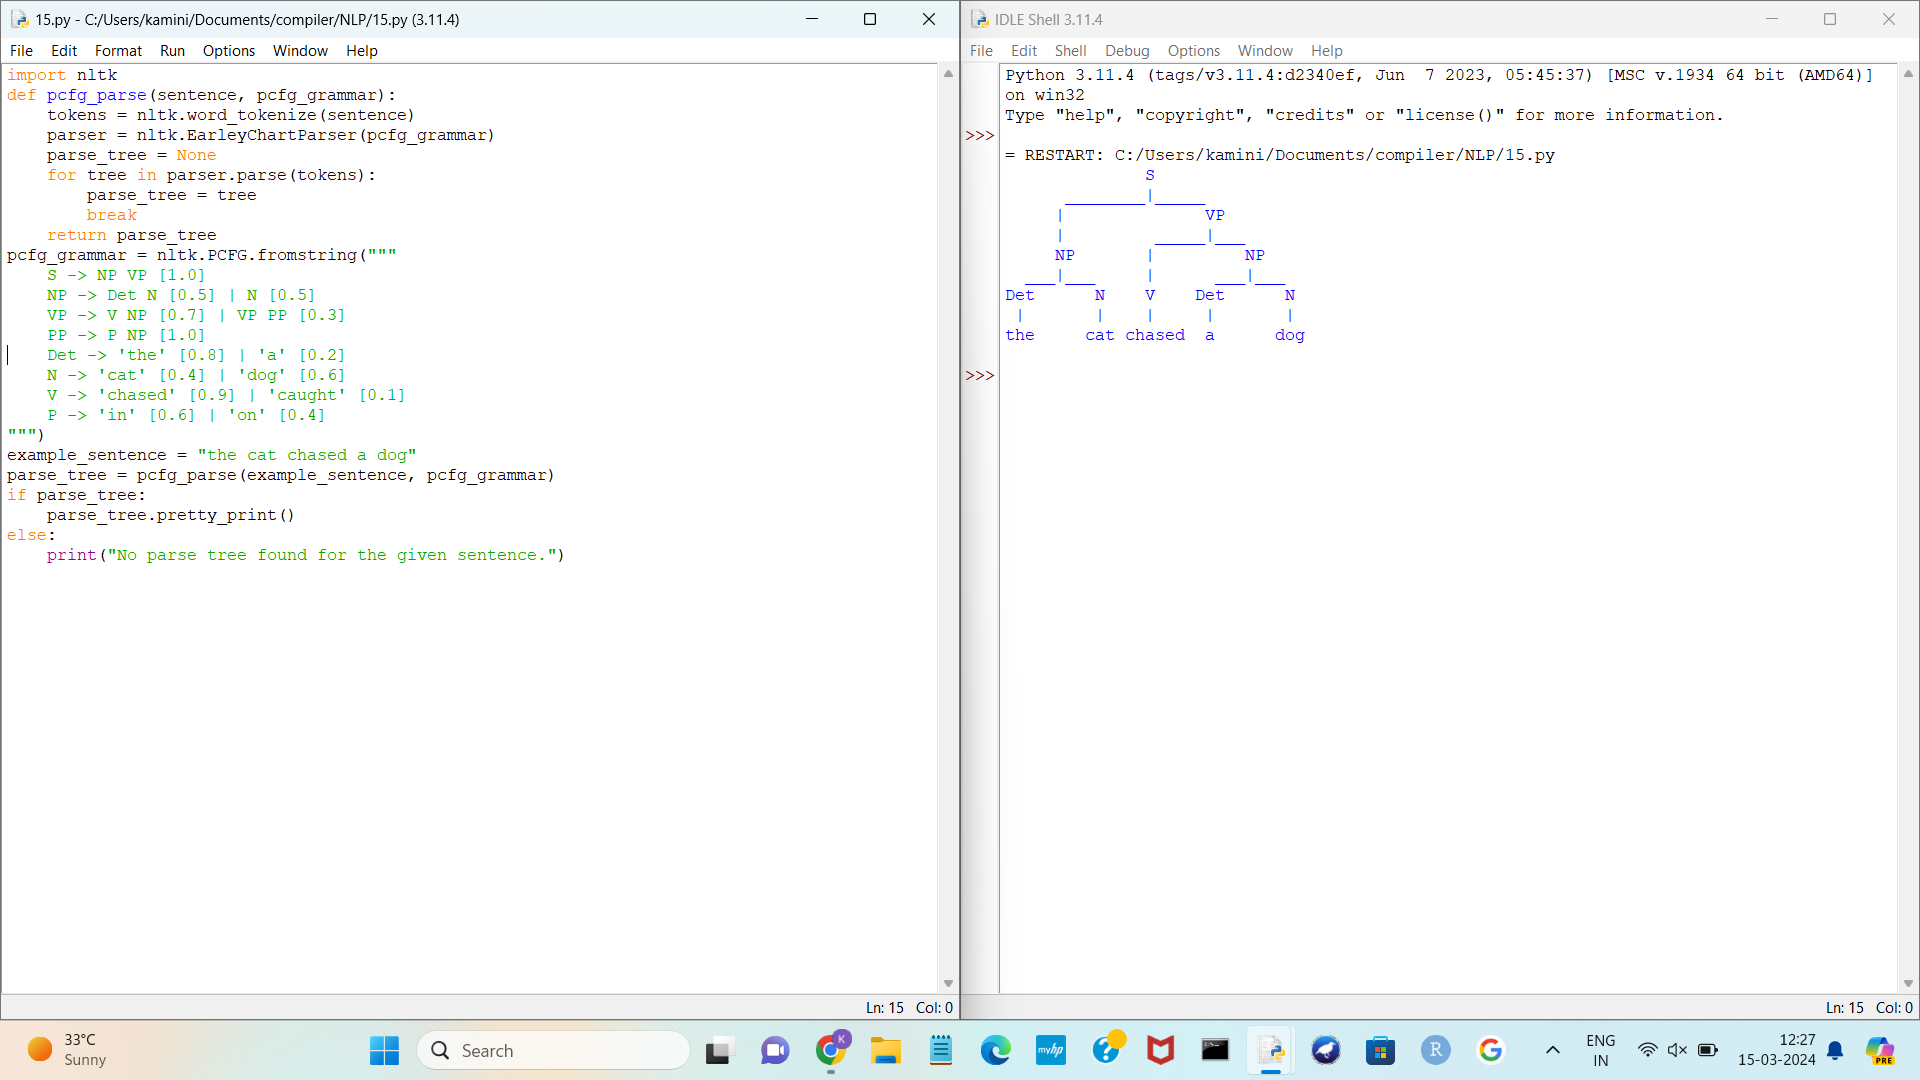 15.py - C:/Users/kamini/Documents/compiler/NLP/15.py (3.11.4)
File Edit Format Run Options Window Help
import nltk
def pcfg_parse(sentence, pcfg_grammar):
    tokens = nltk.word_tokenize(sentence)
    parser = nltk.EarleyChartParser(pcfg_grammar)
    parse_tree = None
    for tree in parser.parse(tokens):
        parse_tree = tree
        break
    return parse_tree
pcfg_grammar = nltk.PCFG.fromstring("""
    S -> NP VP [1.0]
    NP -> Det N [0.5] | N [0.5]
    VP -> V NP [0.7] | VP PP [0.3]
    PP -> P NP [1.0]
    Det -> 'the' [0.8] | 'a' [0.2]
    N -> 'cat' [0.4] | 'dog' [0.6]
    V -> 'chased' [0.9] | 'caught' [0.1]
    P -> 'in' [0.6] | 'on' [0.4]
""")
example_sentence = "the cat chased a dog"
parse_tree = pcfg_parse(example_sentence, pcfg_grammar)
if parse_tree:
    parse_tree.pretty_print()
else:
    print("No parse tree found for the given sentence.")
Ln: 15 Col: 0
IDLE Shell 3.11.4
File Edit Shell Debug Options Window Help
Python 3.11.4 (tags/v3.11.4:d2340ef, Jun  7 2023, 05:45:37) [MSC v.1934 64 bit (AMD64)]
on win32
Type "help", "copyright", "credits" or "license()" for more information.
>>>
= RESTART: C:/Users/kamini/Documents/compiler/NLP/15.py
              S
      ________|_____
     |              VP
     |         _____|___
     NP       |         NP
  ___|___     |      ___|___
Det      N    V    Det      N
 |       |    |     |       |
the     cat chased  a      dog
>>>
Ln: 15 Col: 0
33°C
Sunny
Search
K
myhp
R
ENG
IN
12:27
15-03-2024
PRE